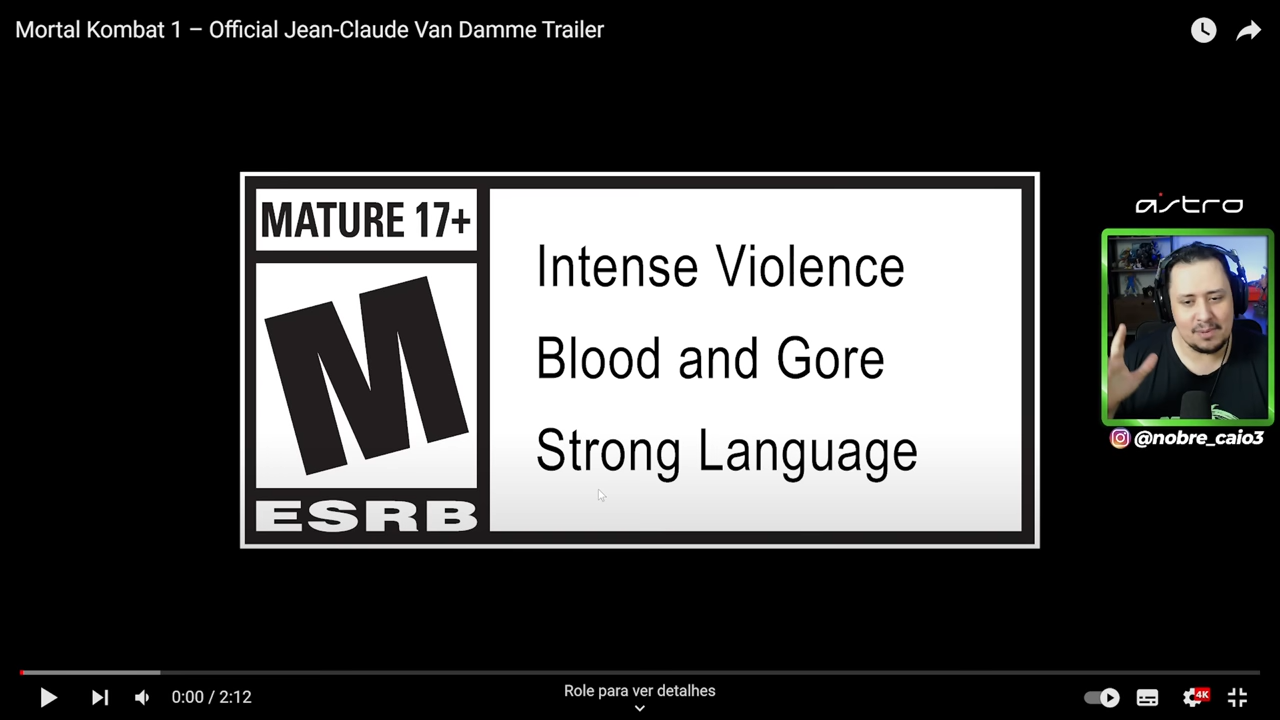 Mortal Kombat 1 – Official Jean-Claude Van Damme Trailer
MATURE 17+
M
ESRB
Intense Violence
Blood and Gore
Strong Language
astro
@nobre_caio3
0:00 / 2:12
Role para ver detalhes
4K